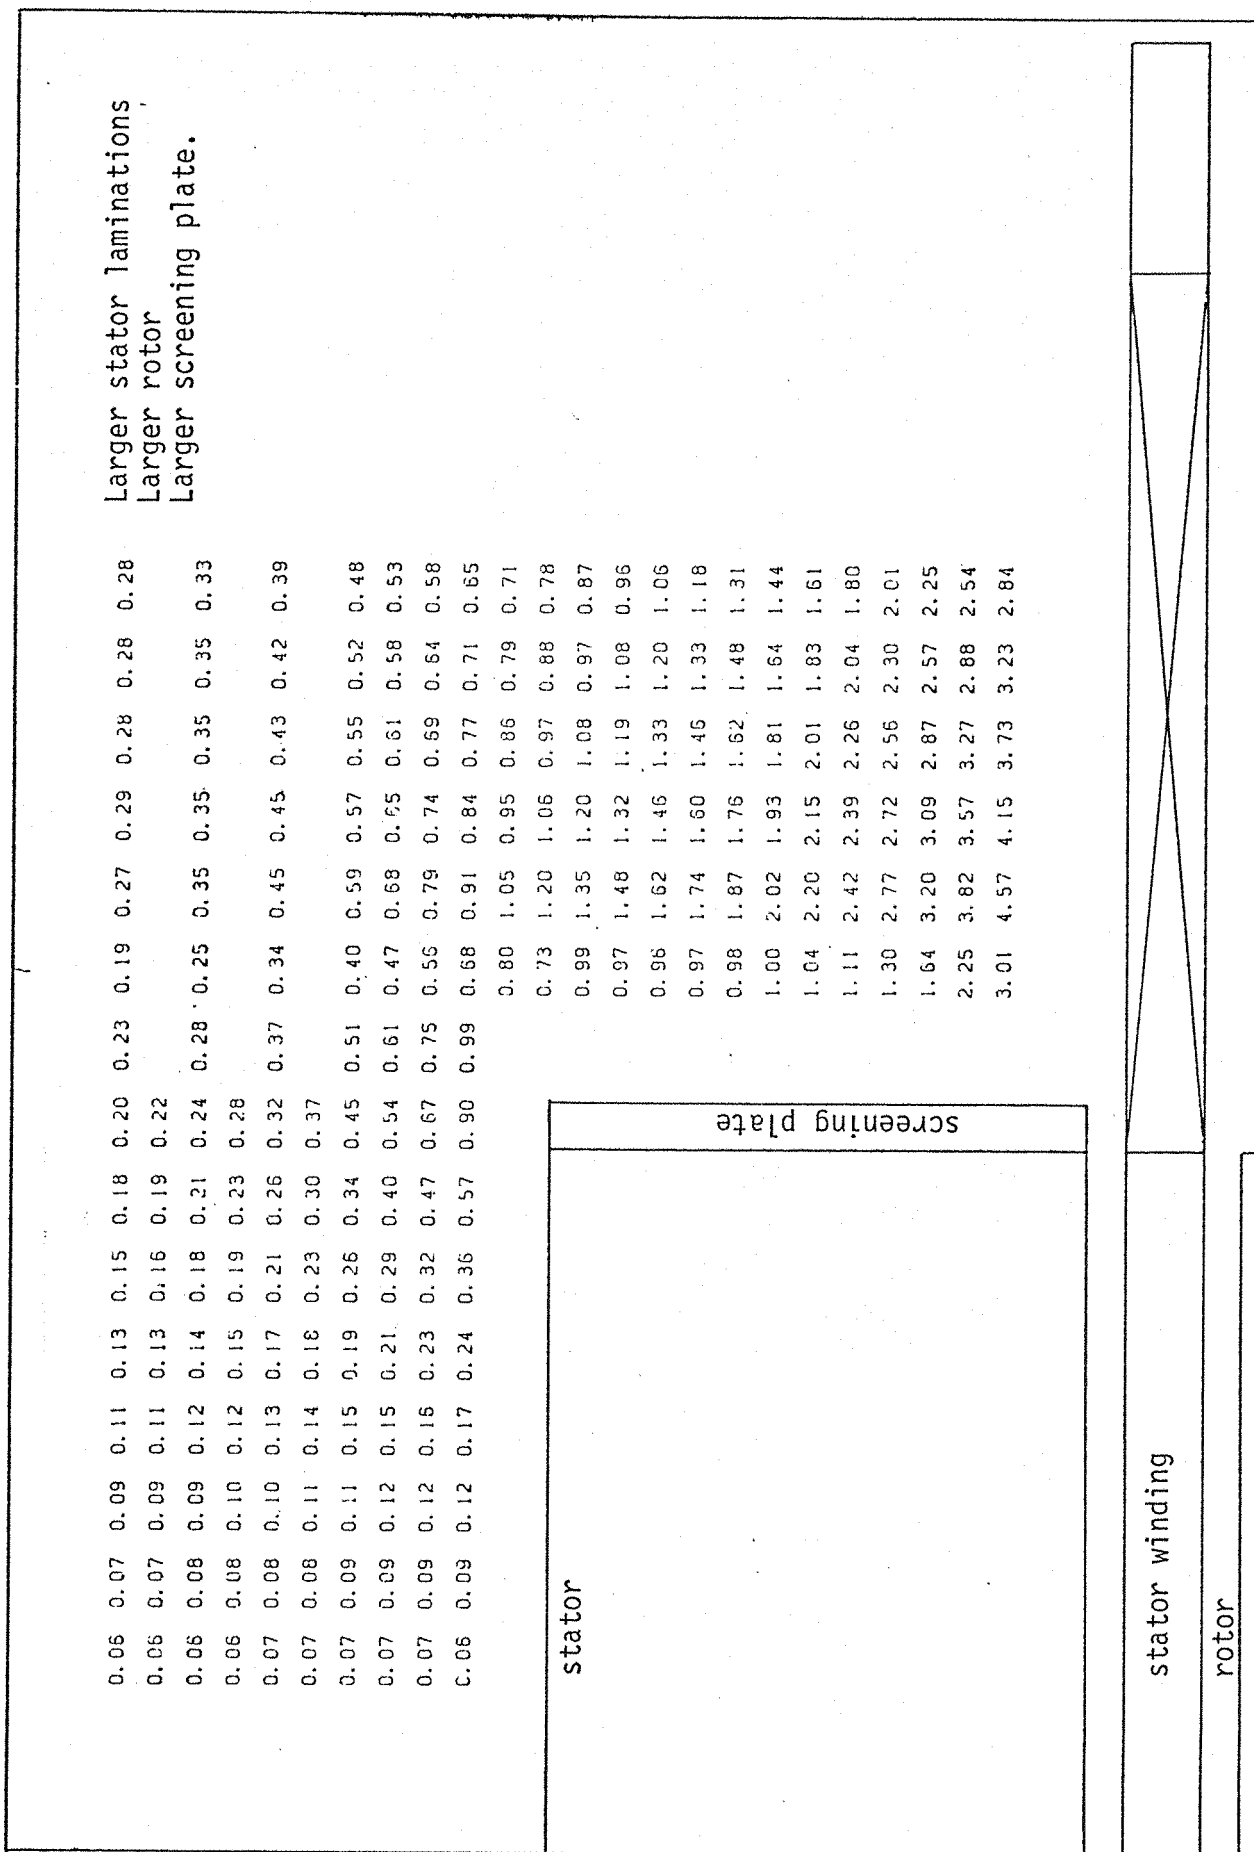 Larger stator laminations
Larger rotor
Larger screening plate.
0.06 0.07 0.09 0.11 0.13 0.15 0.18 0.20 0.23 0.19 0.27 0.29 0.28 0.28 0.28
0.06 0.07 0.09 0.11 0.13 0.16 0.19 0.22
0.06 0.08 0.09 0.12 0.14 0.18 0.21 0.24 0.28 0.25 0.35 0.35 0.35 0.35 0.33
0.06 0.08 0.10 0.12 0.15 0.19 0.23 0.28
0.07 0.08 0.10 0.13 0.17 0.21 0.26 0.32 0.37 0.34 0.45 0.45 0.43 0.42 0.39
0.07 0.08 0.11 0.14 0.18 0.23 0.30 0.37
0.07 0.09 0.11 0.15 0.19 0.26 0.34 0.45 0.51 0.40 0.59 0.57 0.55 0.52 0.48
0.07 0.09 0.12 0.15 0.21 0.29 0.40 0.54 0.61 0.47 0.68 0.65 0.61 0.58 0.53
0.07 0.09 0.12 0.16 0.23 0.32 0.47 0.67 0.75 0.56 0.79 0.74 0.69 0.64 0.58
0.06 0.09 0.12 0.17 0.24 0.36 0.57 0.90 0.99 0.68 0.91 0.84 0.77 0.71 0.65
0.80 1.05 0.95 0.86 0.79 0.71
0.73 1.20 1.06 0.97 0.88 0.78
0.99 1.35 1.20 1.08 0.97 0.87
0.97 1.48 1.32 1.19 1.08 0.96
0.96 1.62 1.46 1.33 1.20 1.06
0.97 1.74 1.60 1.46 1.33 1.18
0.98 1.87 1.76 1.62 1.48 1.31
1.00 2.02 1.93 1.81 1.64 1.44
1.04 2.20 2.15 2.01 1.83 1.61
1.11 2.42 2.39 2.26 2.04 1.80
1.30 2.77 2.72 2.56 2.30 2.01
1.64 3.20 3.09 2.87 2.57 2.25
2.25 3.82 3.57 3.27 2.88 2.54
3.01 4.57 4.15 3.73 3.23 2.84
stator
screening plate
stator winding
rotor